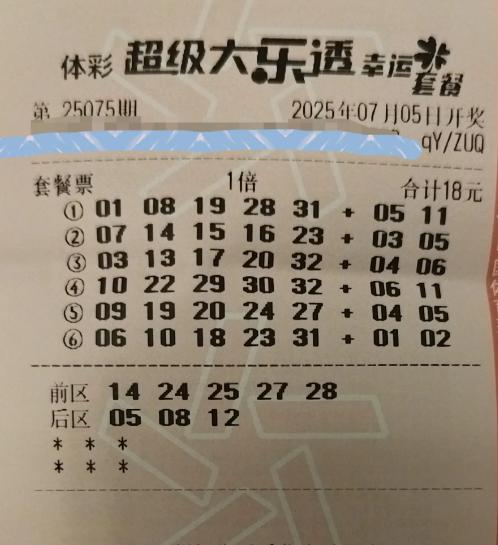 体彩 超级大乐透 幸运套餐
第 25075期 2025年07月05日开奖
qY/ZUQ
套餐票 1倍 合计18元
① 01 08 19 28 31 + 05 11
② 07 14 15 16 23 + 03 05
③ 03 13 17 20 32 + 04 06
④ 10 22 29 30 32 + 06 11
⑤ 09 19 20 24 27 + 04 05
⑥ 06 10 18 23 31 + 01 02
前区 14 24 25 27 28
后区 05 08 12
* * *
* * *